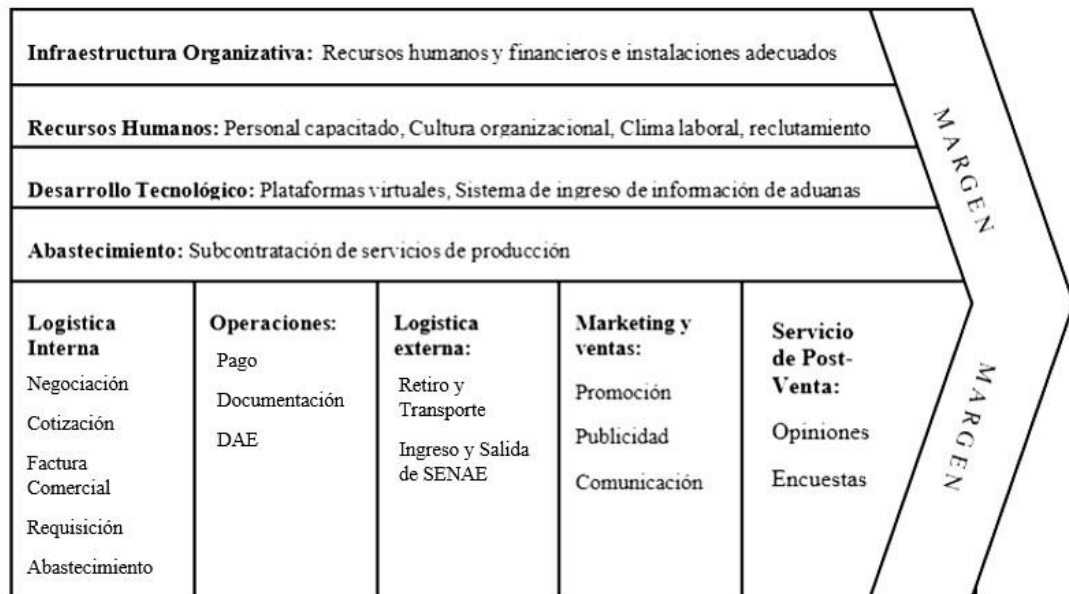 Infraestructura Organizativa: Recursos humanos y financieros e instalaciones adecuados
Recursos Humanos: Personal capacitado, Cultura organizacional, Clima laboral, reclutamiento
Desarrollo Tecnológico: Plataformas virtuales, Sistema de ingreso de información de aduanas
Abastecimiento: Subcontratación de servicios de producción
MARGEN
Logistica
Interna
Negociación
Cotización
Factura
Comercial
Requisición
Abastecimiento
Operaciones:
Pago
Documentación
DAE
Logistica
externa:
Retiro y
Transporte
Ingreso y Salida
de SENAE
Marketing y
ventas:
Promoción
Publicidad
Comunicación
Servicio
de Post-
Venta:
Opiniones
Encuestas
MARGEN